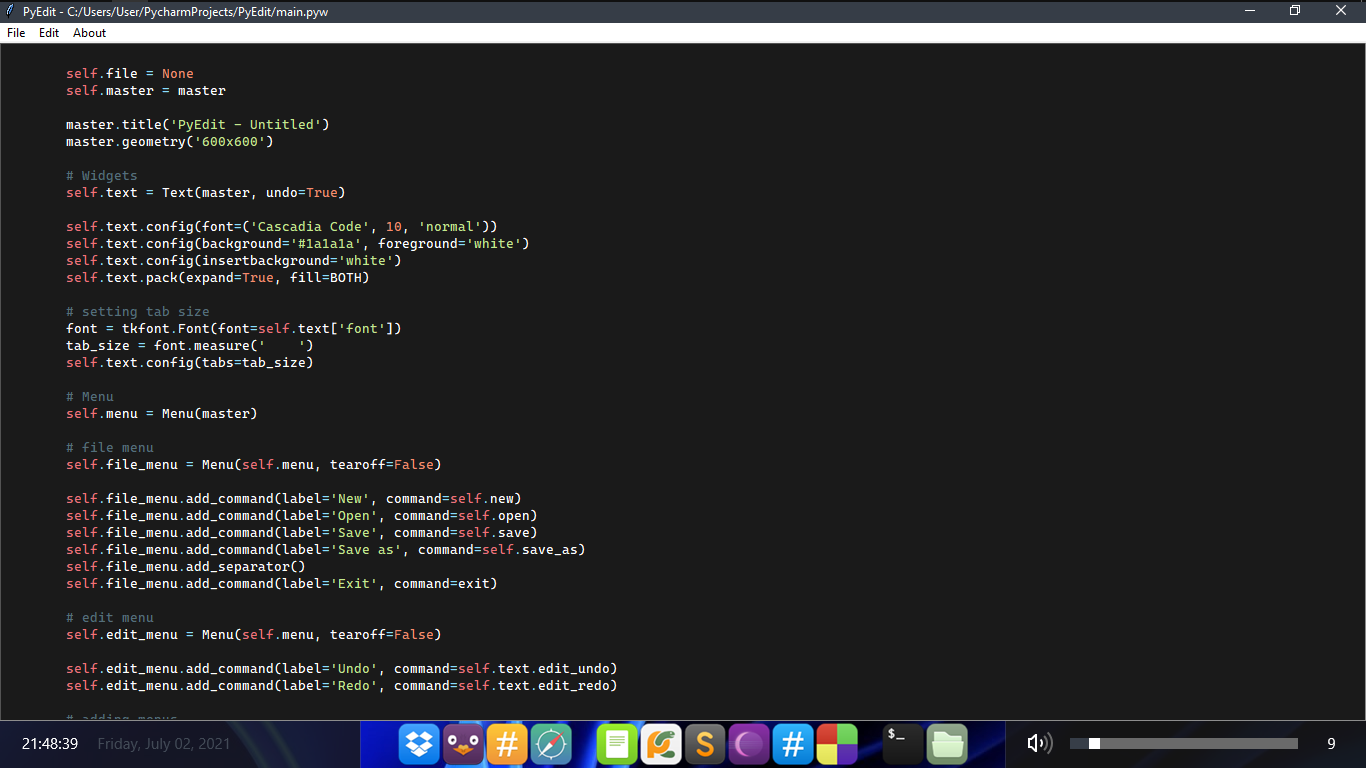 PyEdit - C:/Users/User/PycharmProjects/PyEdit/main.pyw
File Edit About
self.file = None
self.master = master
master.title('PyEdit - Untitled')
master.geometry('600x600')
# Widgets
self.text = Text(master, undo=True)
self.text.config(font=('Cascadia Code', 10, 'normal'))
self.text.config(background='#1a1a1a', foreground='white')
self.text.config(insertbackground='white')
self.text.pack(expand=True, fill=BOTH)
# setting tab size
font = tkfont.Font(font=self.text['font'])
tab_size = font.measure('    ')
self.text.config(tabs=tab_size)
# Menu
self.menu = Menu(master)
# file menu
self.file_menu = Menu(self.menu, tearoff=False)
self.file_menu.add_command(label='New', command=self.new)
self.file_menu.add_command(label='Open', command=self.open)
self.file_menu.add_command(label='Save', command=self.save)
self.file_menu.add_command(label='Save as', command=self.save_as)
self.file_menu.add_separator()
self.file_menu.add_command(label='Exit', command=exit)
# edit menu
self.edit_menu = Menu(self.menu, tearoff=False)
self.edit_menu.add_command(label='Undo', command=self.text.edit_undo)
self.edit_menu.add_command(label='Redo', command=self.text.edit_redo)
# adding menus
21:48:39 Friday, July 02, 2021
# S # $_
9